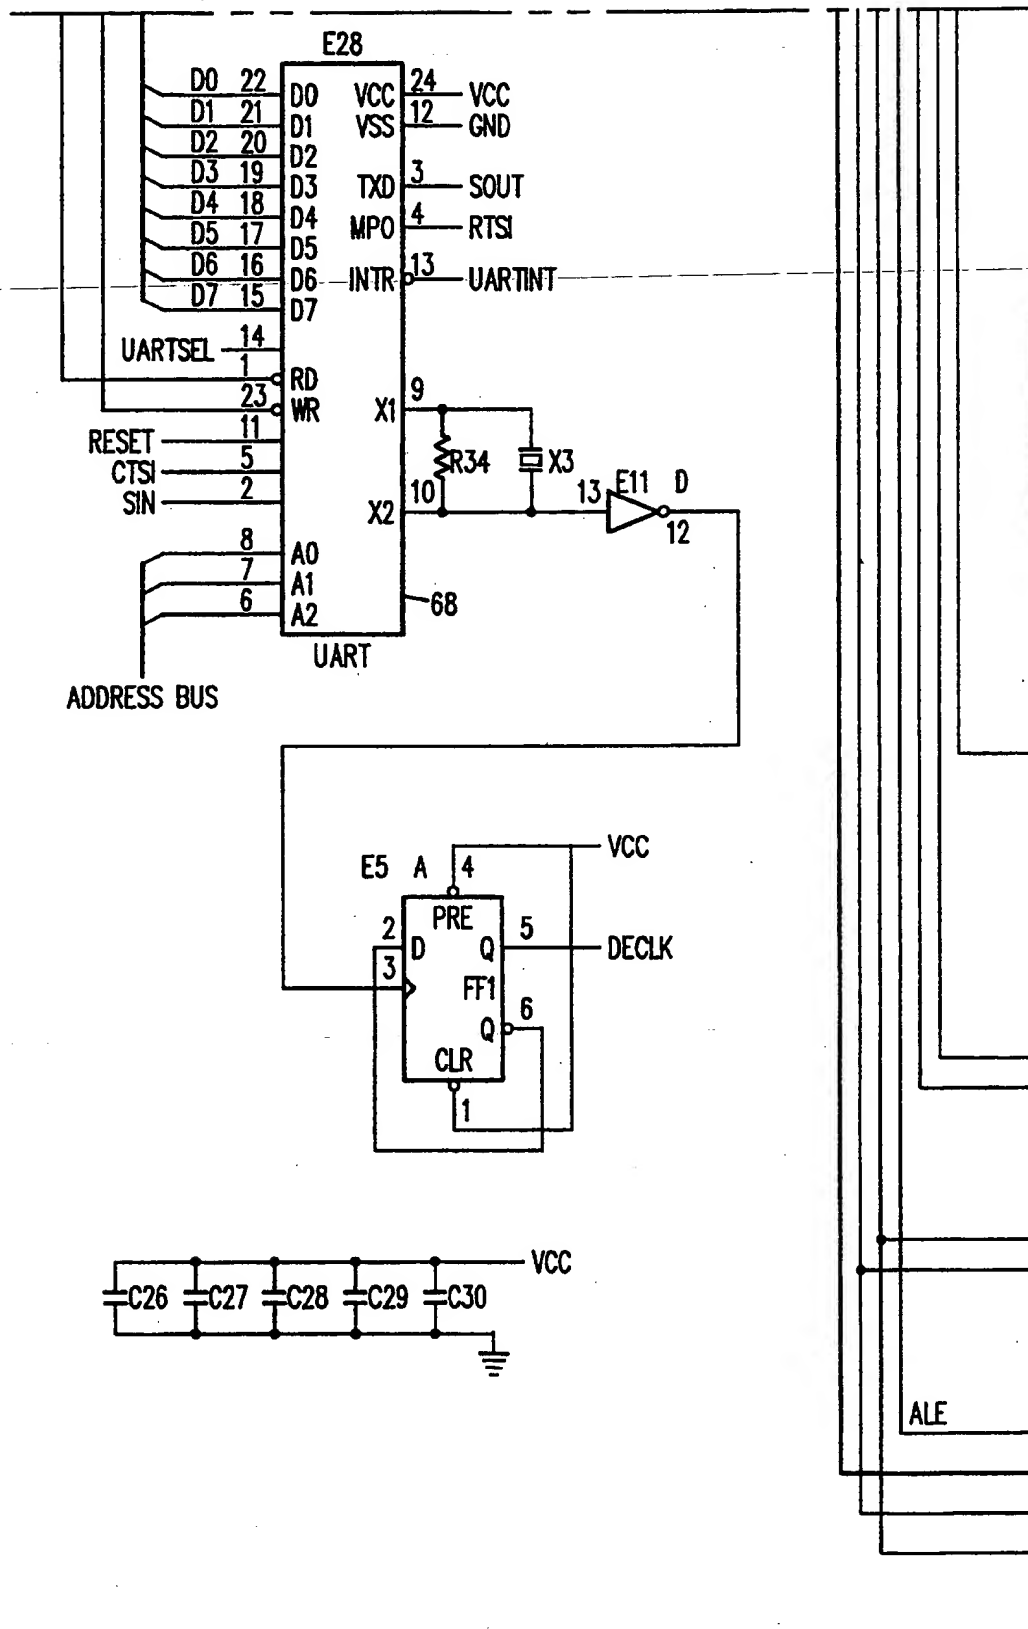 E28
D0 22 D0 VCC 24 VCC
D1 21 D1 VSS 12 GND
D2 20 D2
D3 19 D3 TXD 3 SOUT
D4 18 D4 MPO 4 RTSI
D5 17 D5
D6 16 D6 INTR 13 UARTINT
D7 15 D7
UARTSEL 14
1 RD
23 WR X1 9
RESET 11
CTSI 5 R34 X3
SIN 2 X2 10 13 E11 D 12
8 A0
7 A1
6 A2 68
UART
ADDRESS BUS
VCC
E5 A 4
PRE
2 D Q 5 DECLK
3 FF1
Q 6
CLR
1
VCC
C26 C27 C28 C29 C30
ALE